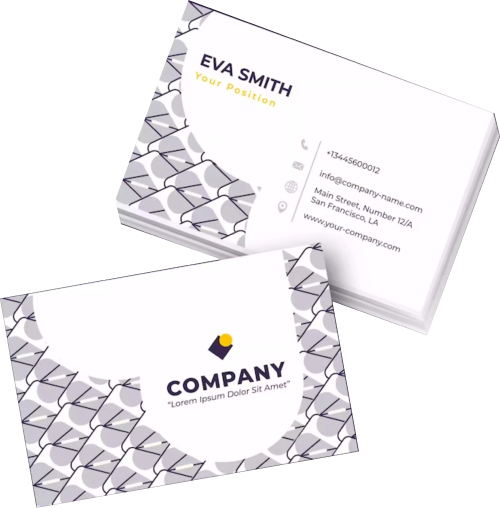 EVA SMITH
Your Position
+13445600012
info@company-name.com
Main Street, Number 12/A
San Francisco, LA
www.your-company.com
COMPANY
"Lorem Ipsum Dolor Sit Amet"